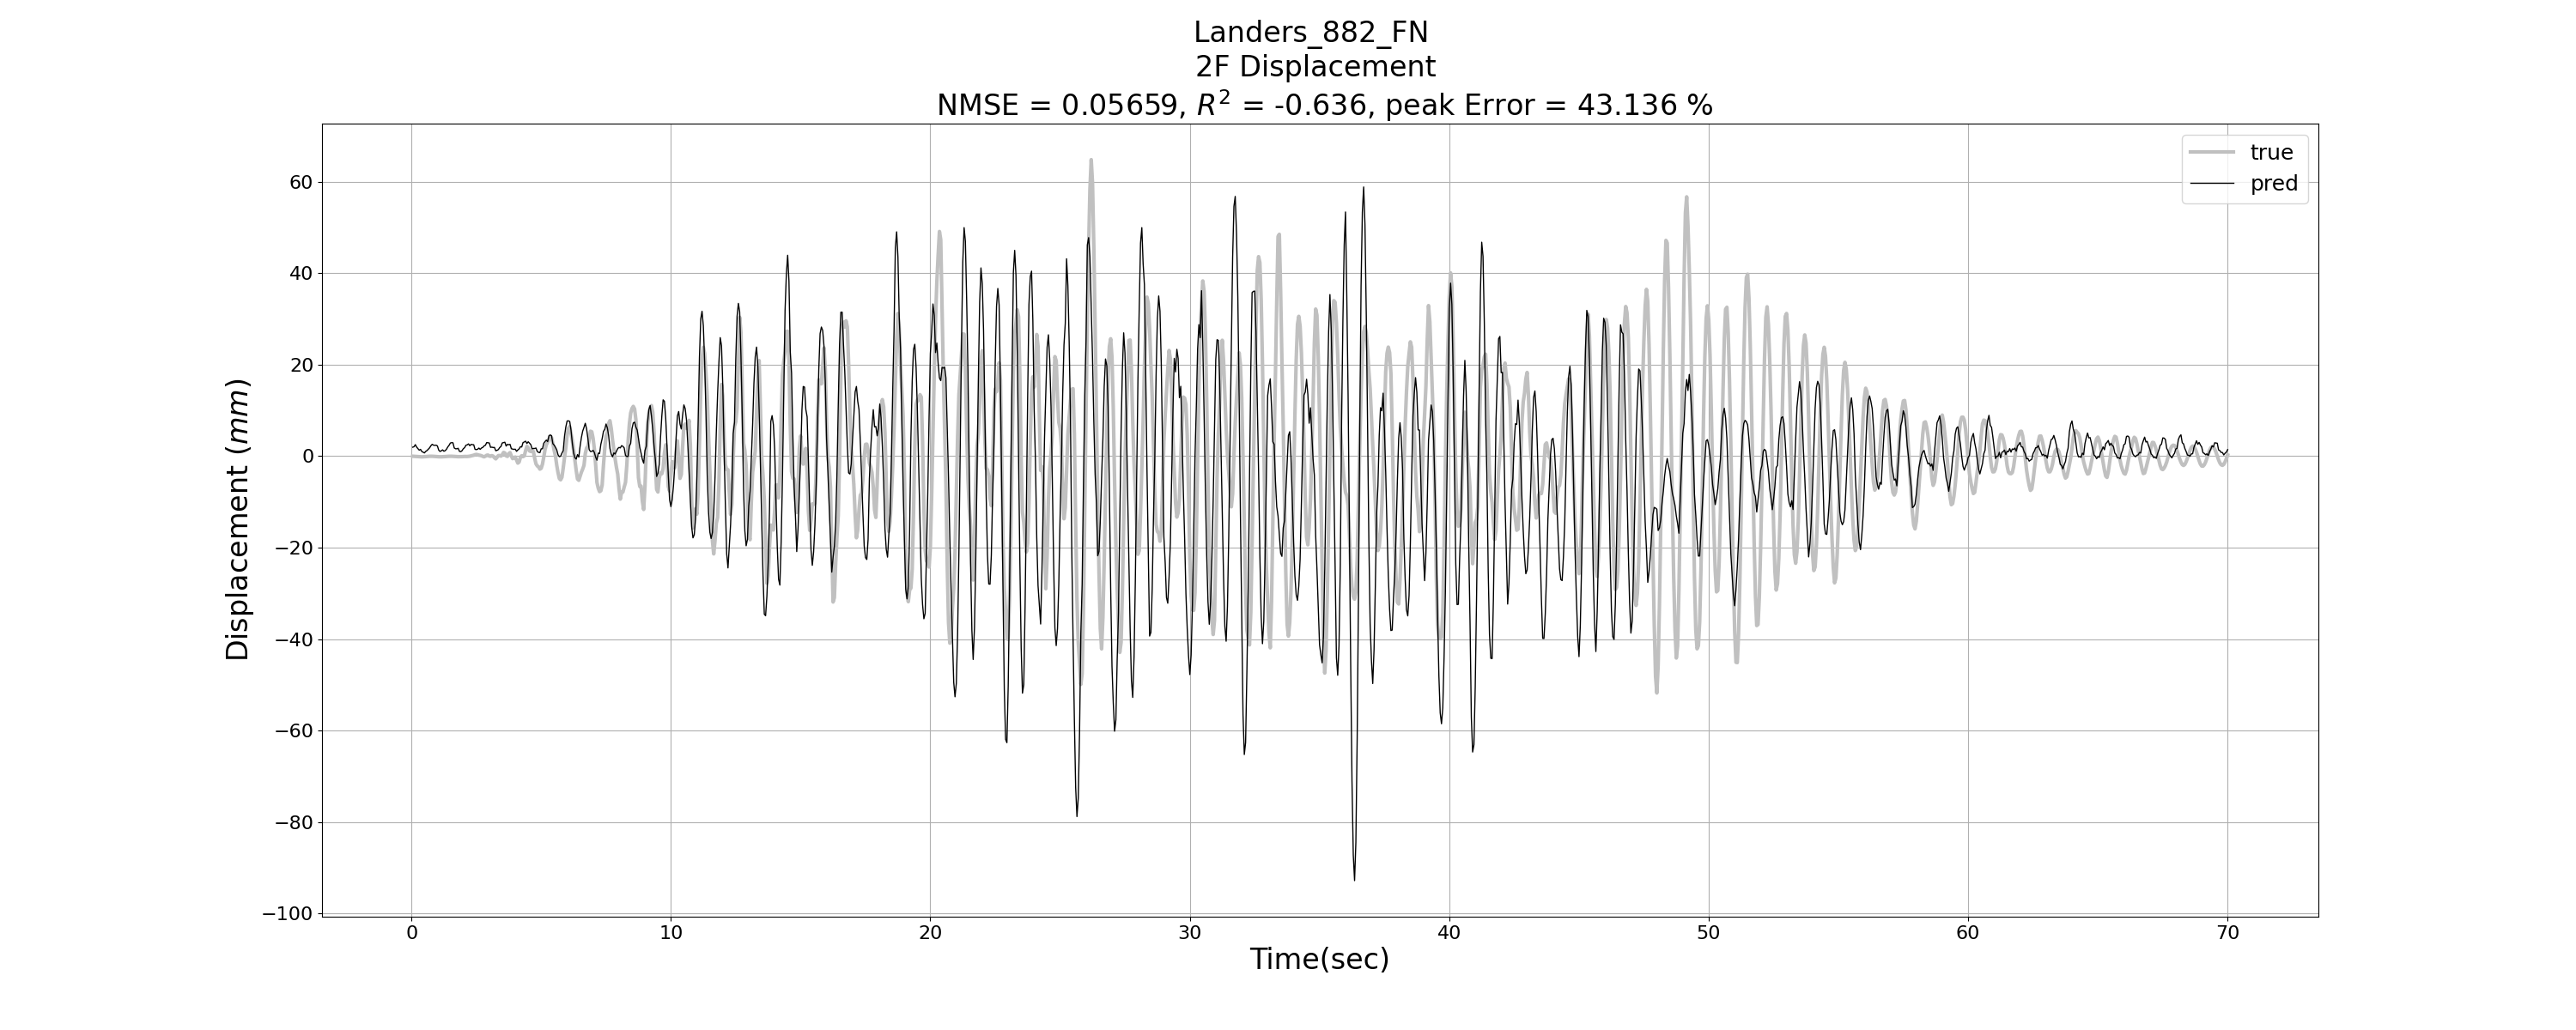 Landers_882_FN
2F Displacement
NMSE = 0.05659, R² = -0.636, peak Error = 43.136 %
true
pred
Displacement (mm)
60
40
20
0
−20
−40
−60
−80
−100
0 10 20 30 40 50 60 70
Time(sec)